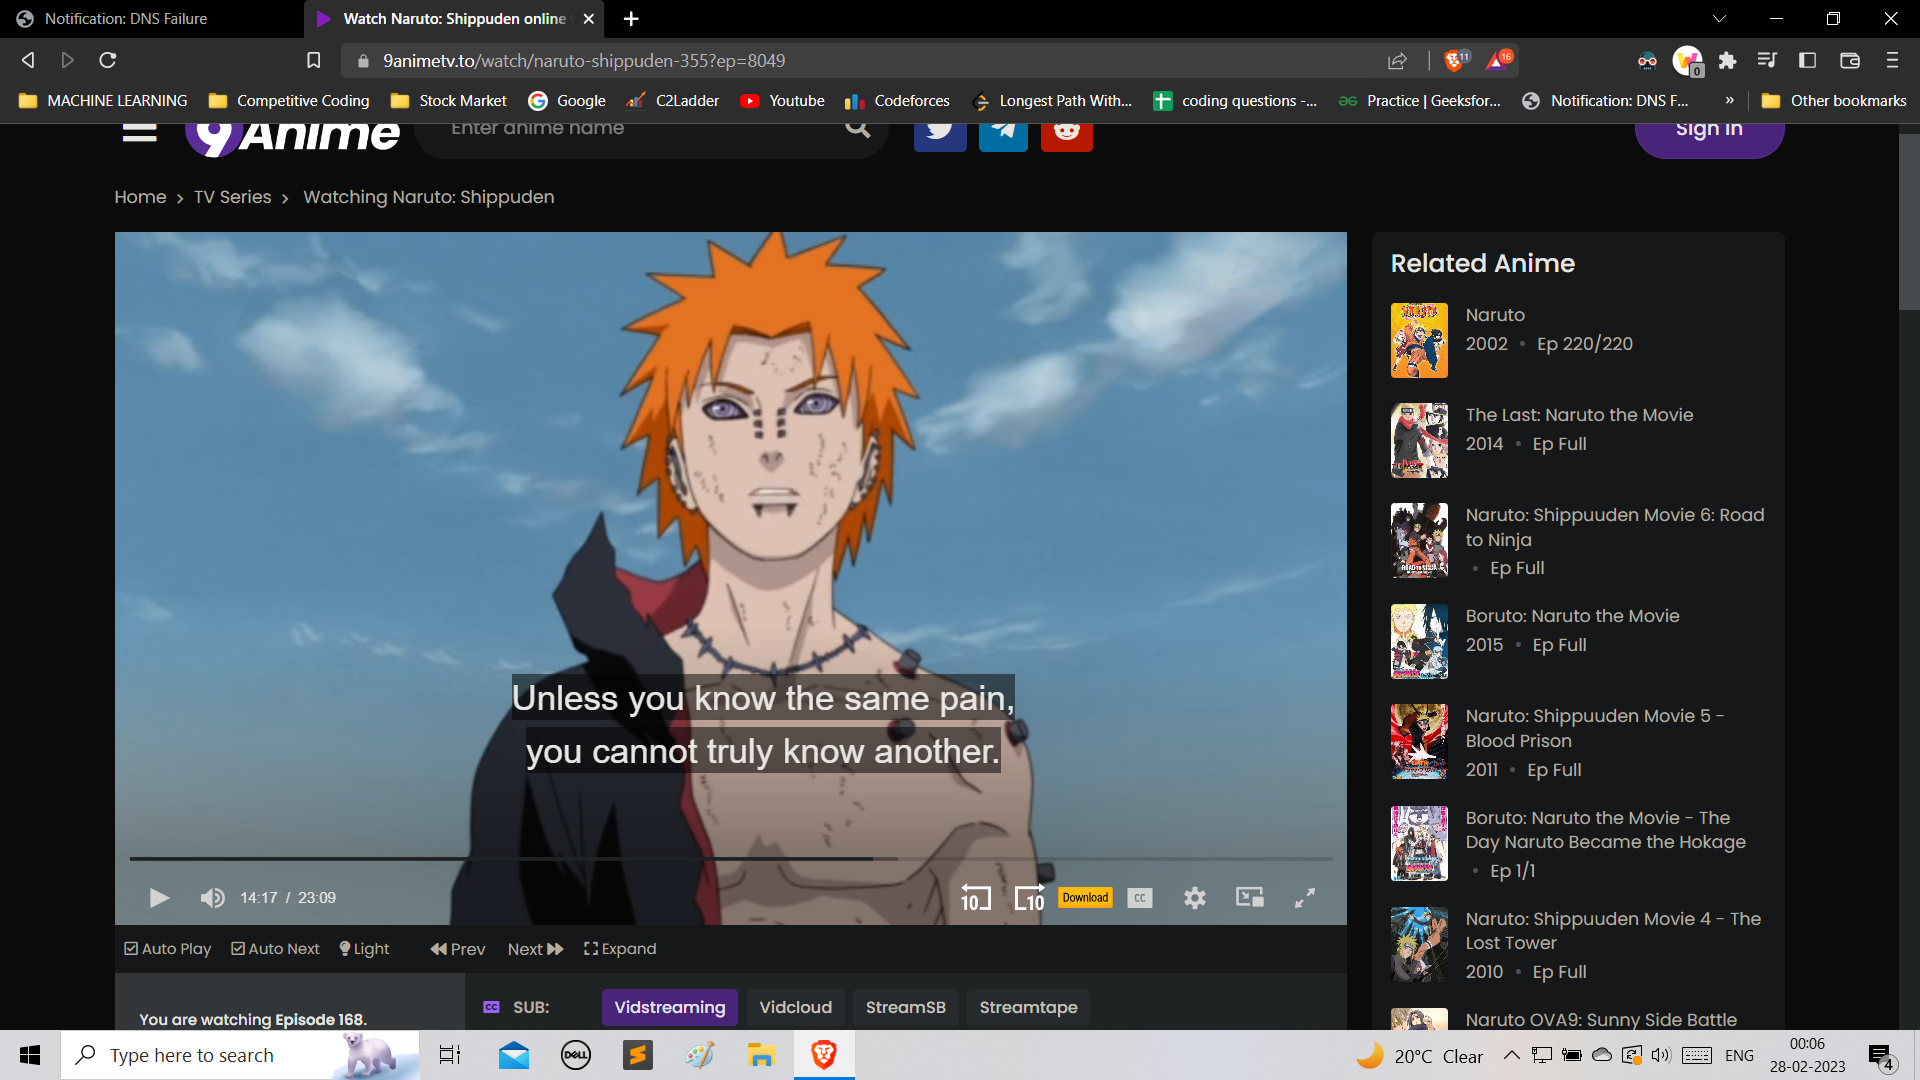 Notification: DNS Failure
Watch Naruto: Shippuden online
9animetv.to/watch/naruto-shippuden-355?ep=8049
11
16
0
MACHINE LEARNING
Competitive Coding
Stock Market
Google
C2Ladder
Youtube
Codeforces
Longest Path With...
coding questions -...
Practice | Geeksfor...
Notification: DNS F...
»
Other bookmarks
9Anime
Enter anime name
Sign in
Home > TV Series > Watching Naruto: Shippuden
Unless you know the same pain,
you cannot truly know another.
14:17 / 23:09
10
10
Download
CC
Auto Play
Auto Next
Light
Prev
Next
Expand
You are watching Episode 168.
CC SUB:
Vidstreaming
Vidcloud
StreamSB
Streamtape
Related Anime
Naruto
2002 • Ep 220/220
The Last: Naruto the Movie
2014 • Ep Full
Naruto: Shippuuden Movie 6: Road
to Ninja
• Ep Full
Boruto: Naruto the Movie
2015 • Ep Full
Naruto: Shippuuden Movie 5 -
Blood Prison
2011 • Ep Full
Boruto: Naruto the Movie - The
Day Naruto Became the Hokage
• Ep 1/1
Naruto: Shippuuden Movie 4 - The
Lost Tower
2010 • Ep Full
Naruto OVA9: Sunny Side Battle
Type here to search
DELL
20°C Clear
ENG
00:06
28-02-2023
4